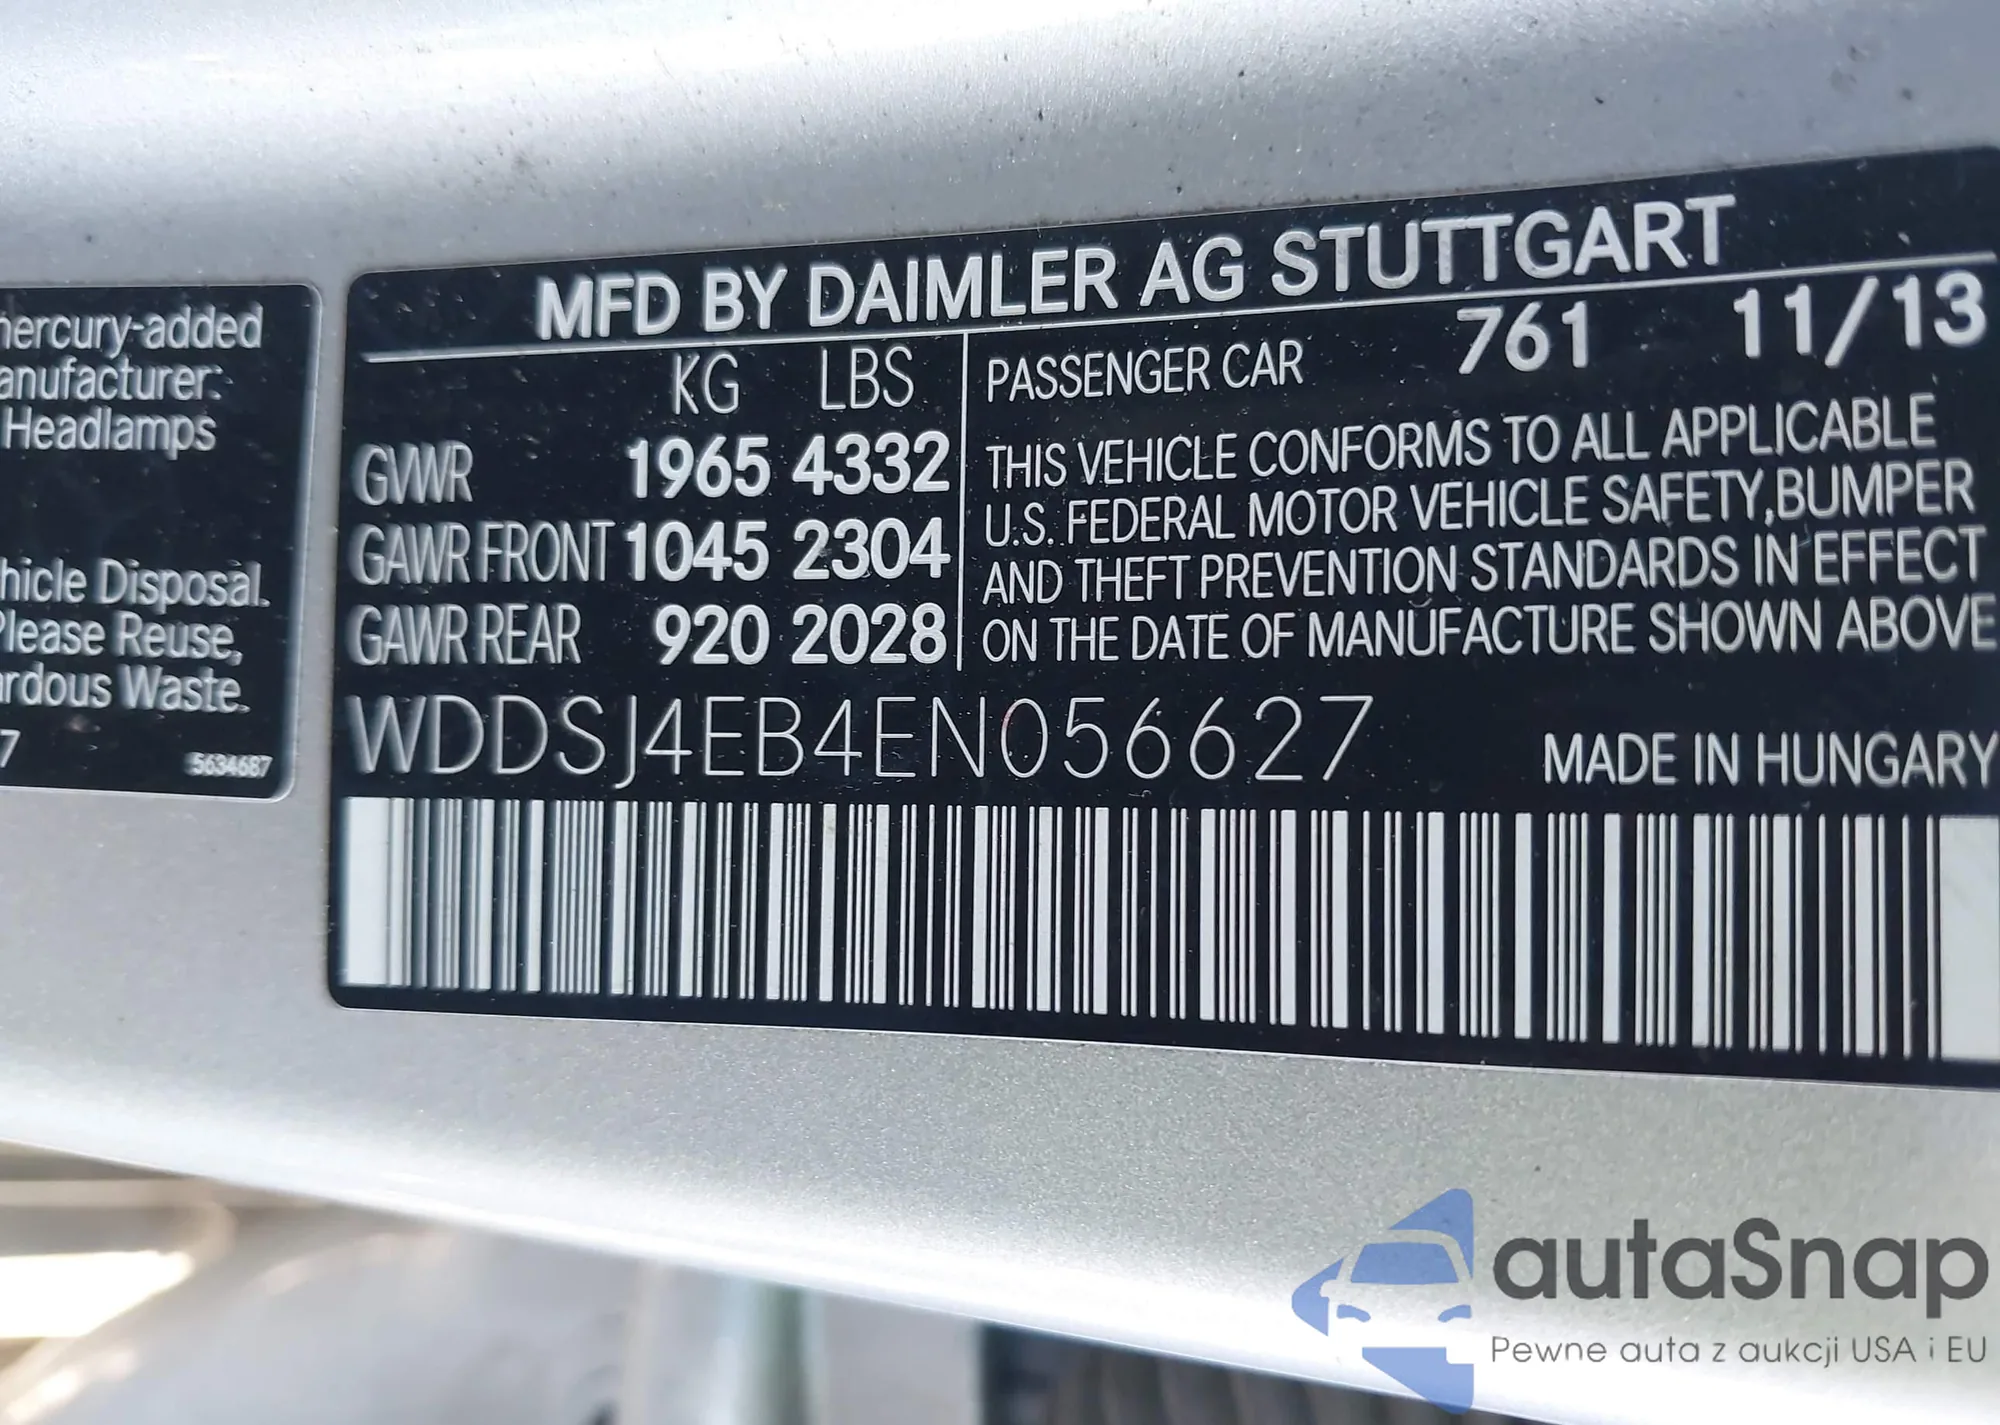 mercury-added
anufacturer:
Headlamps
hicle Disposal.
Please Reuse,
ardous Waste.
7
5634687
MFD BY DAIMLER AG STUTTGART
KG LBS
GVWR 1965 4332
GAWR FRONT 1045 2304
GAWR REAR 920 2028
PASSENGER CAR 761 11/13
THIS VEHICLE CONFORMS TO ALL APPLICABLE
U.S. FEDERAL MOTOR VEHICLE SAFETY,BUMPER
AND THEFT PREVENTION STANDARDS IN EFFECT
ON THE DATE OF MANUFACTURE SHOWN ABOVE
WDDSJ4EB4EN056627
MADE IN HUNGARY
autaSnap
Pewne auta z aukcji USA i EU